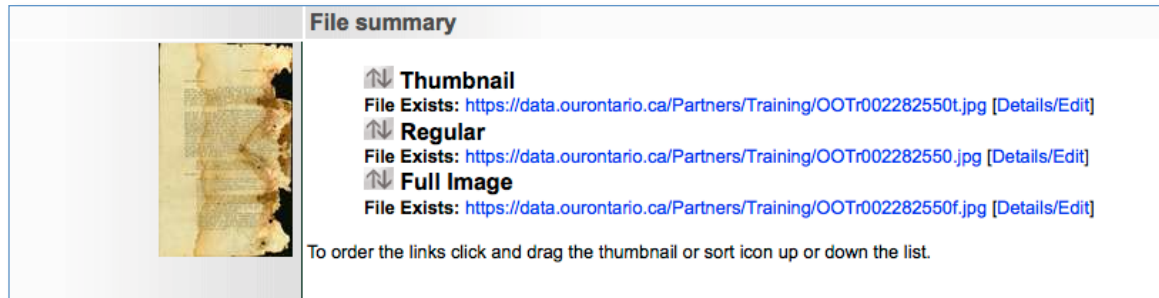 File summary
Thumbnail
File Exists: https://data.ourontario.ca/Partners/Training/OOTr002282550t.jpg [Details/Edit]
Regular
File Exists: https://data.ourontario.ca/Partners/Training/OOTr002282550.jpg [Details/Edit]
Full Image
File Exists: https://data.ourontario.ca/Partners/Training/OOTr002282550f.jpg [Details/Edit]
To order the links click and drag the thumbnail or sort icon up or down the list.